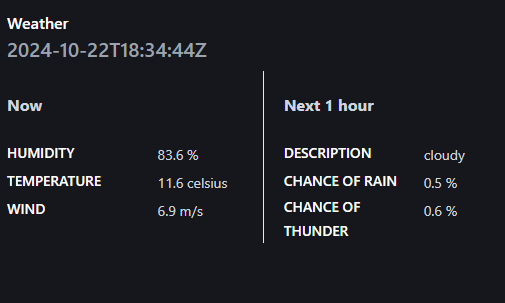 Weather
2024-10-22T18:34:44Z
Now
HUMIDITY 83.6 %
TEMPERATURE 11.6 celsius
WIND 6.9 m/s
Next 1 hour
DESCRIPTION cloudy
CHANCE OF RAIN 0.5 %
CHANCE OF 0.6 %
THUNDER